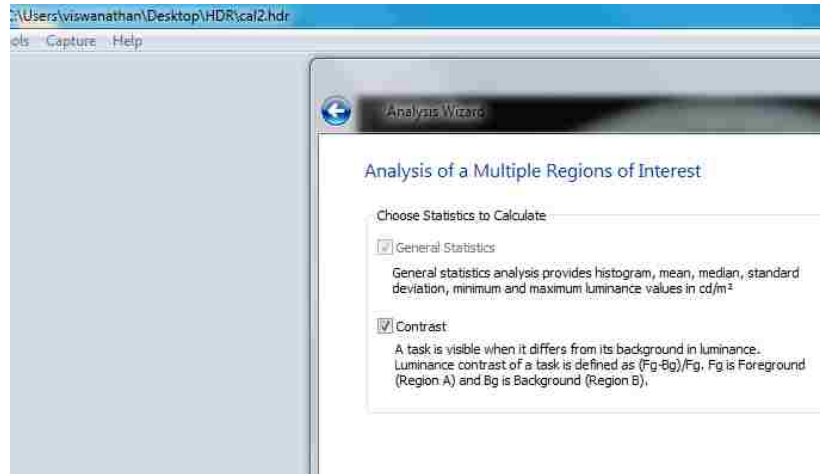 :\Users\viswanathan\Desktop\HDR\cal2.hdr
ols Capture Help
Analysis Wizard
Analysis of a Multiple Regions of Interest
Choose Statistics to Calculate
General Statistics
General statistics analysis provides histogram, mean, median, standard
deviation, minimum and maximum luminance values in cd/m²
Contrast
A task is visible when it differs from its background in luminance.
Luminance contrast of a task is defined as (Fg-Bg)/Fg. Fg is Foreground
(Region A) and Bg is Background (Region B).